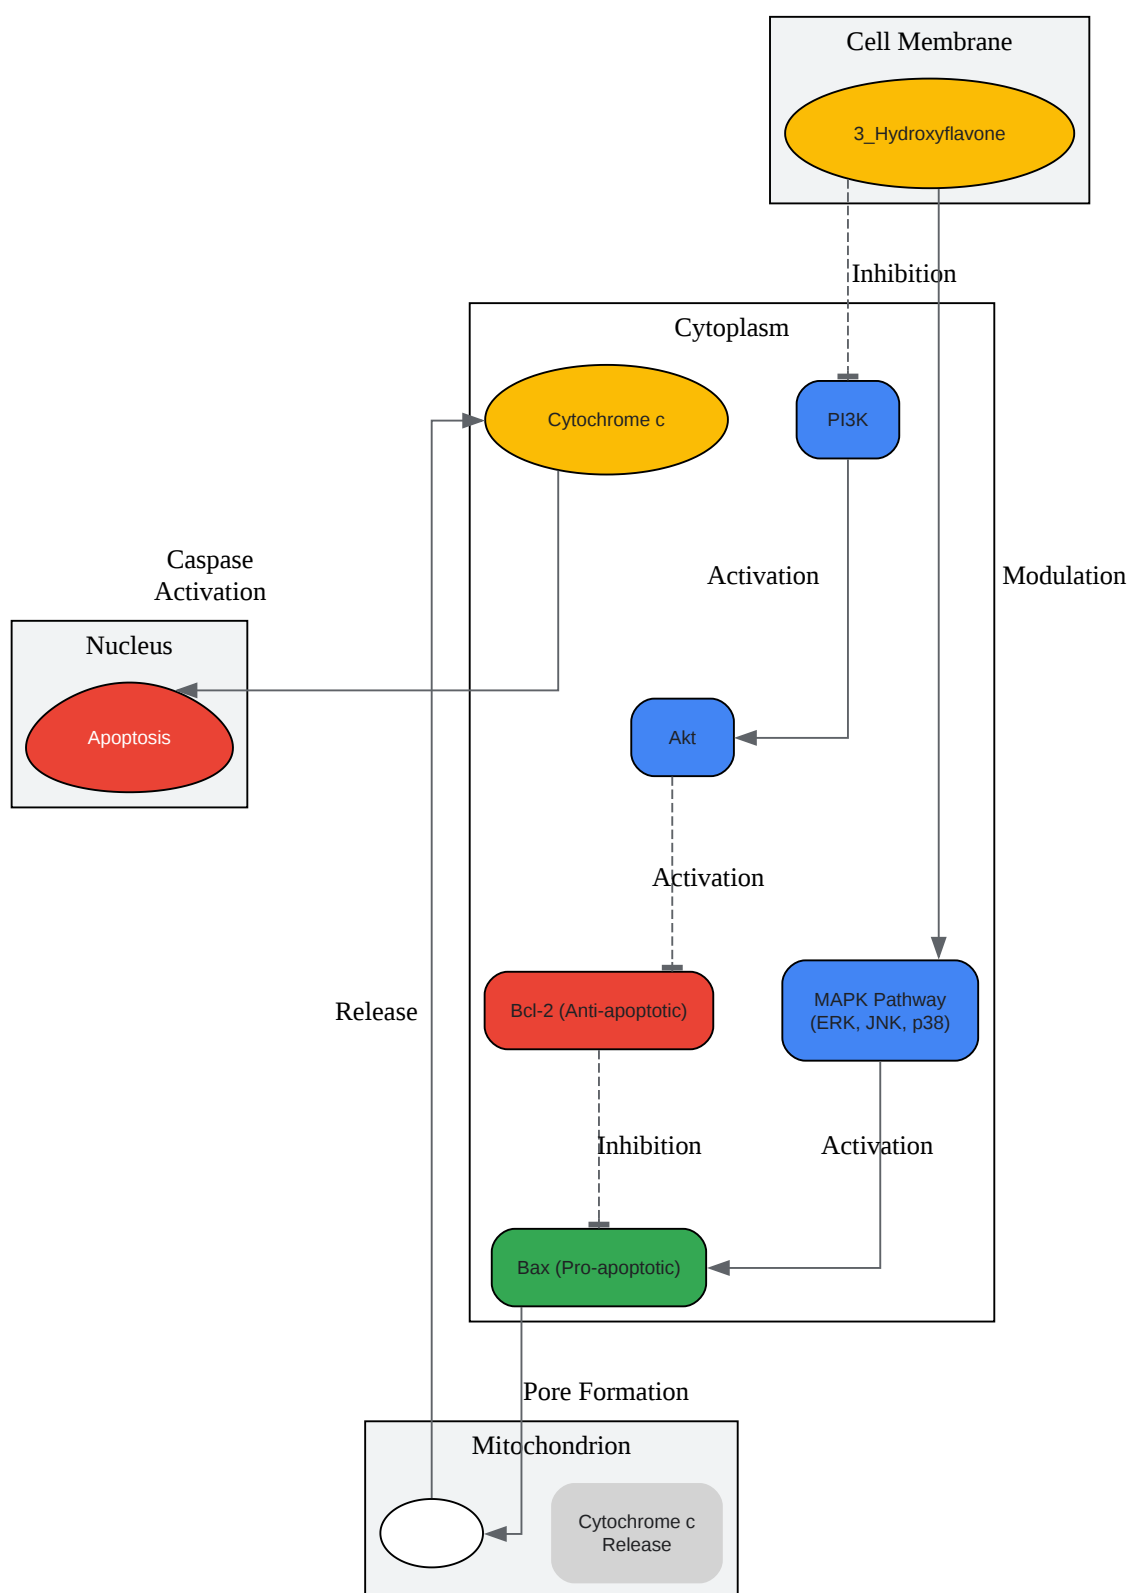 Cell Membrane
3_Hydroxyflavone
Inhibition
Cytoplasm
Cytochrome c
PI3K
Caspase
Activation
Activation
Modulation
Nucleus
Apoptosis
Akt
Activation
Release
Bcl-2 (Anti-apoptotic)
MAPK Pathway
(ERK, JNK, p38)
Inhibition
Activation
Bax (Pro-apoptotic)
Pore Formation
Mitochondrion
Cytochrome c
Release